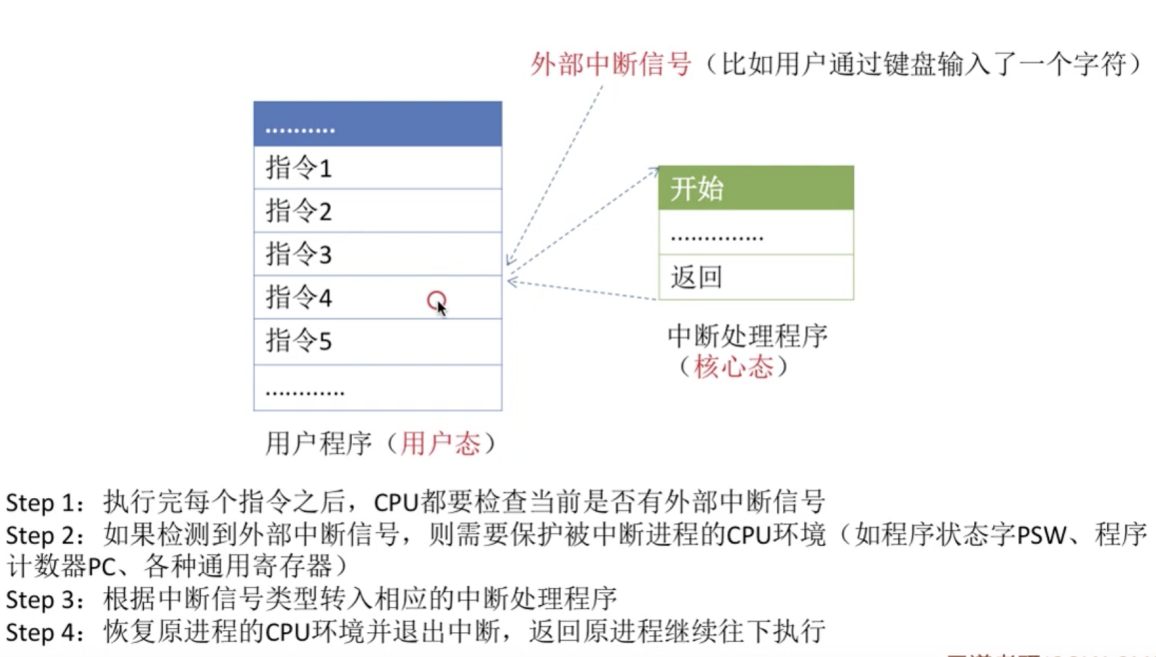 外部中断信号（比如用户通过键盘输入了一个字符）
..........
指令1
指令2
指令3
指令4
指令5
............
用户程序（用户态）
开始
..............
返回
中断处理程序
（核心态）
Step 1：执行完每个指令之后，CPU都要检查当前是否有外部中断信号
Step 2：如果检测到外部中断信号，则需要保护被中断进程的CPU环境（如程序状态字PSW、程序
计数器PC、各种通用寄存器）
Step 3：根据中断信号类型转入相应的中断处理程序
Step 4：恢复原进程的CPU环境并退出中断，返回原进程继续往下执行